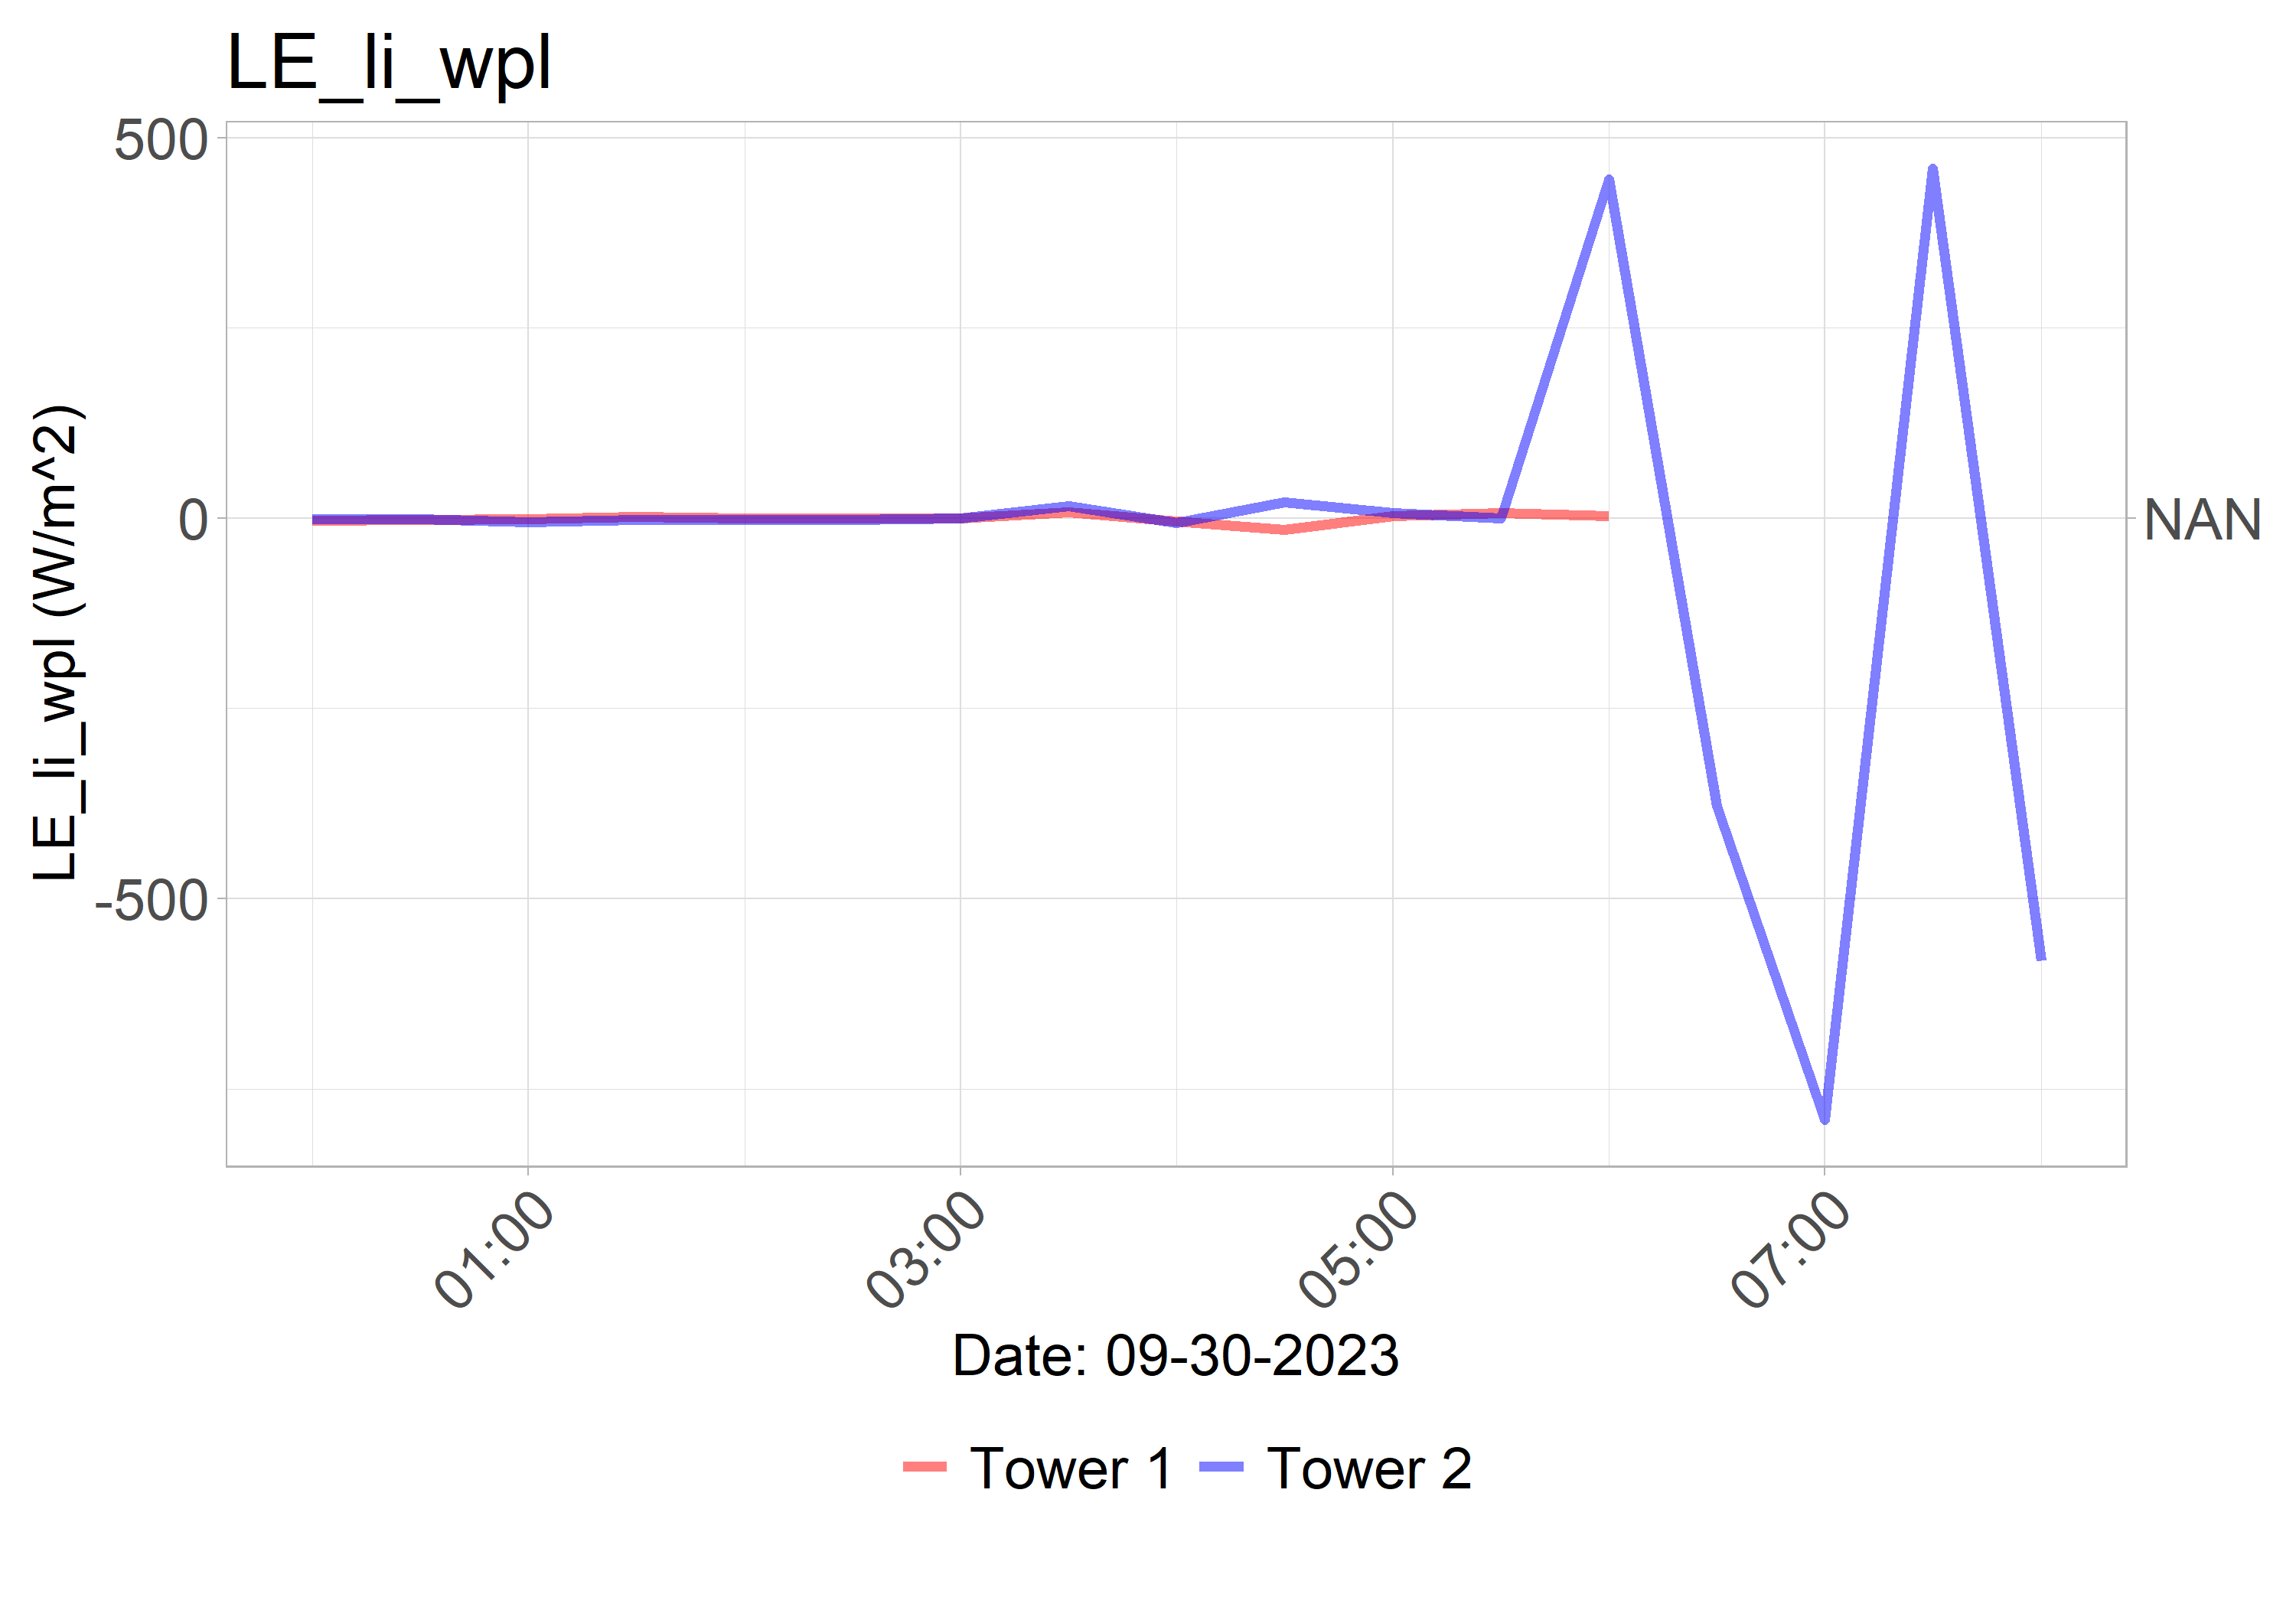 LE_li_wpl
LE_li_wpl (W/m^2)
500
0
-500
NAN
01:00
03:00
05:00
07:00
Date: 09-30-2023
Tower 1
Tower 2